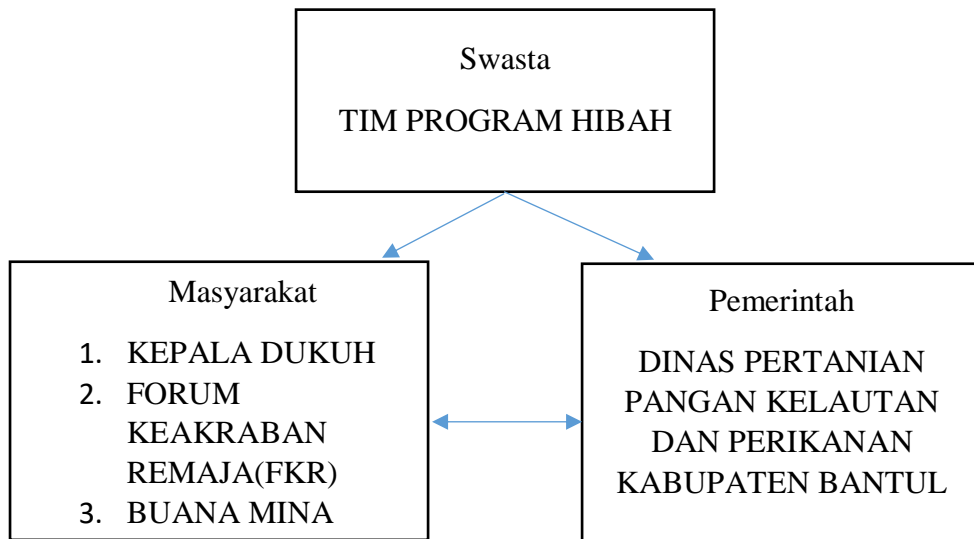 Swasta
TIM PROGRAM HIBAH
Masyarakat
1. KEPALA DUKUH
2. FORUM
KEAKRABAN
REMAJA(FKR)
3. BUANA MINA
Pemerintah
DINAS PERTANIAN
PANGAN KELAUTAN
DAN PERIKANAN
KABUPATEN BANTUL